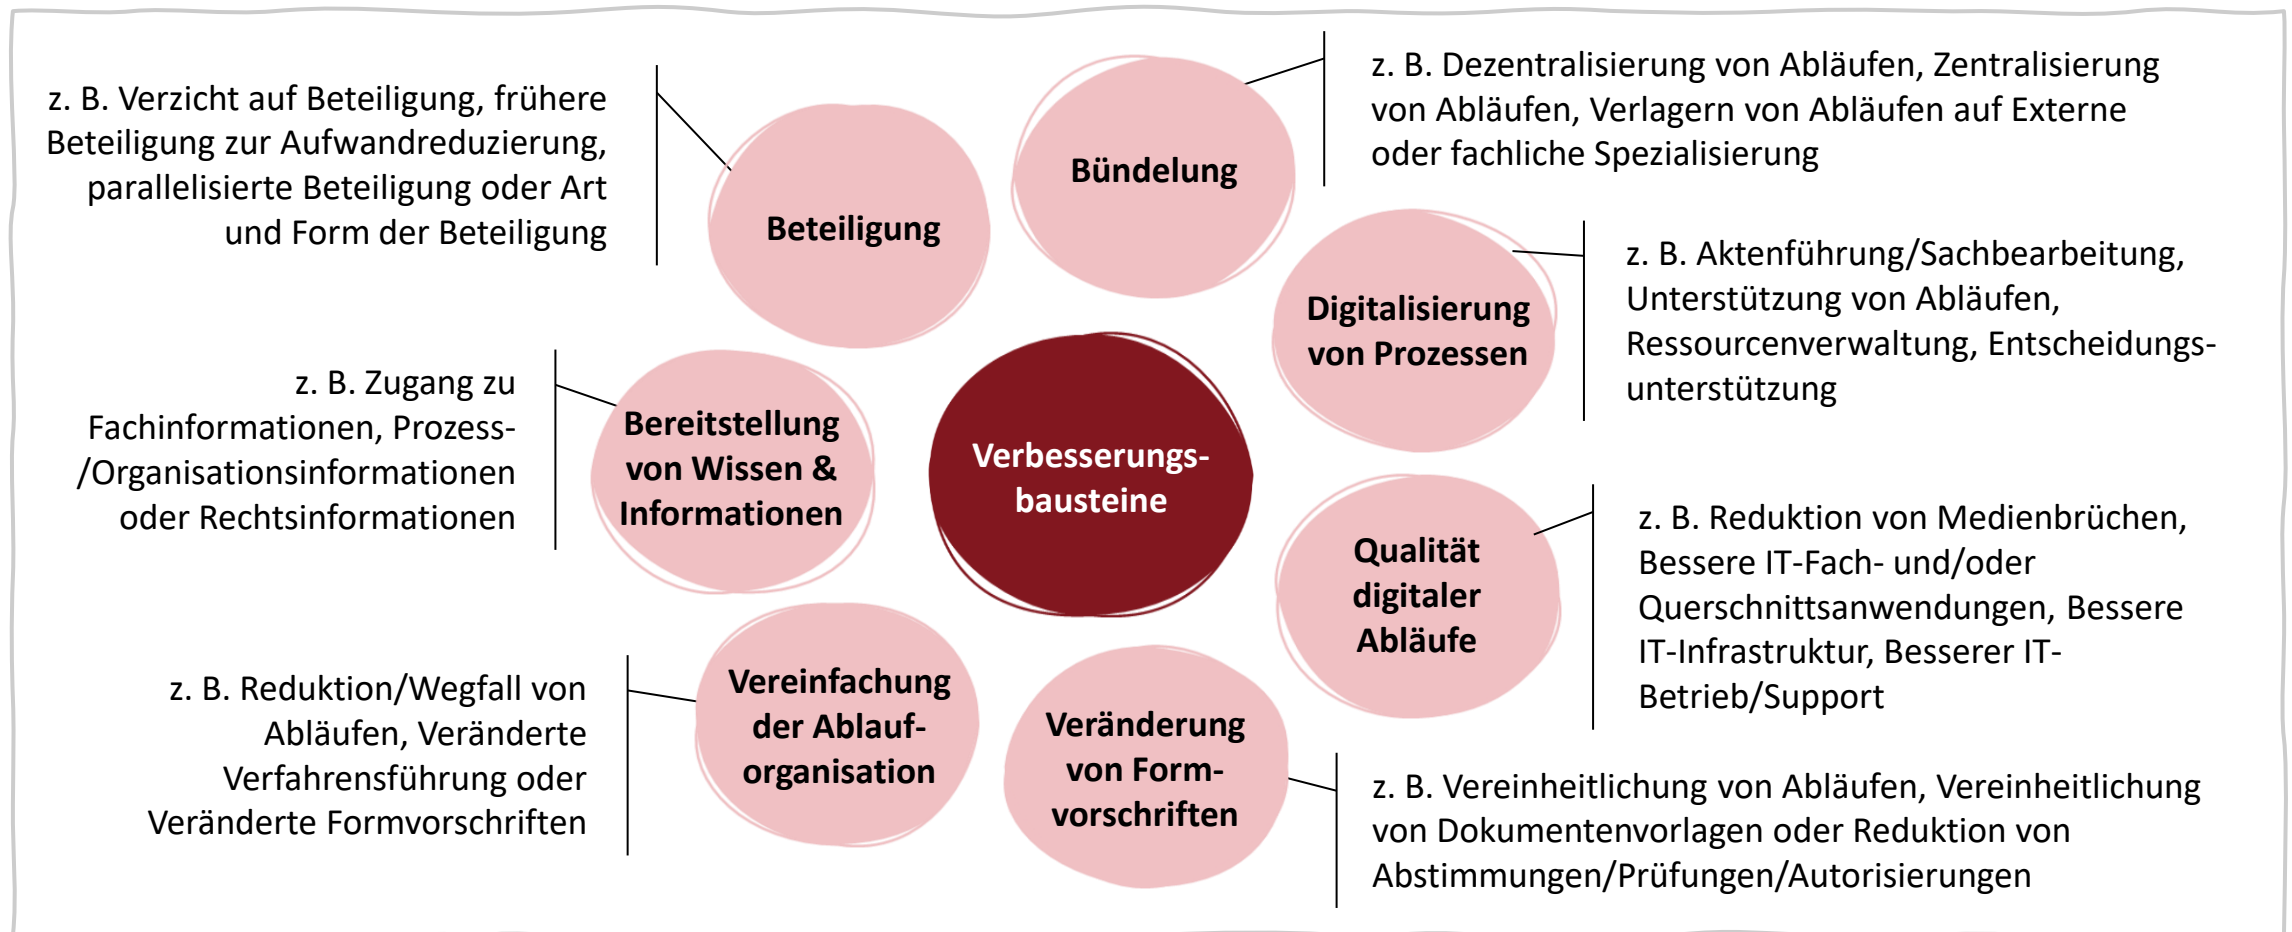 z. B. Verzicht auf Beteiligung, frühere
Beteiligung zur Aufwandreduzierung,
parallelisierte Beteiligung oder Art
und Form der Beteiligung
Beteiligung
Bündelung
z. B. Dezentralisierung von Abläufen, Zentralisierung
von Abläufen, Verlagern von Abläufen auf Externe
oder fachliche Spezialisierung
Digitalisierung
von Prozessen
z. B. Aktenführung/Sachbearbeitung,
Unterstützung von Abläufen,
Ressourcenverwaltung, Entscheidungs-
unterstützung
z. B. Zugang zu
Fachinformationen, Prozess-
/Organisationsinformationen
oder Rechtsinformationen
Bereitstellung
von Wissen &
Informationen
Verbesserungs-
bausteine
Qualität
digitaler
Abläufe
z. B. Reduktion von Medienbrüchen,
Bessere IT-Fach- und/oder
Querschnittsanwendungen, Bessere
IT-Infrastruktur, Besserer IT-
Betrieb/Support
z. B. Reduktion/Wegfall von
Abläufen, Veränderte
Verfahrensführung oder
Veränderte Formvorschriften
Vereinfachung
der Ablauf-
organisation
Veränderung
von Form-
vorschriften
z. B. Vereinheitlichung von Abläufen, Vereinheitlichung
von Dokumentenvorlagen oder Reduktion von
Abstimmungen/Prüfungen/Autorisierungen